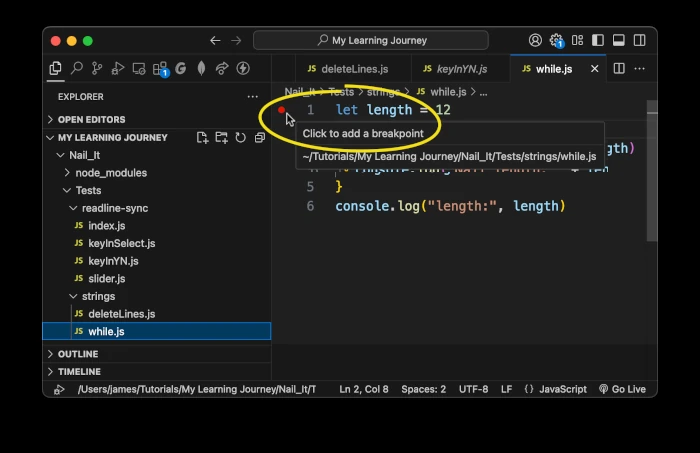 My Learning Journey
1
JS deleteLines.js
JS keyInYN.js
JS while.js
EXPLORER
Nail_It > Tests > strings > JS while.js > ...
OPEN EDITORS
1 let length = 12
MY LEARNING JOURNEY
Click to add a breakpoint
Nail_It
~/Tutorials/My Learning Journey/Nail_It/Tests/strings/while.js
gth)
node_modules
Tests
5 }
readline-sync
6 console.log("length:", length)
JS index.js
JS keyInSelect.js
JS keyInYN.js
JS slider.js
strings
JS deleteLines.js
JS while.js
OUTLINE
TIMELINE
/Users/james/Tutorials/My Learning Journey/Nail_It/T
Ln 2, Col 8
Spaces: 2
UTF-8
LF
{} JavaScript
Go Live